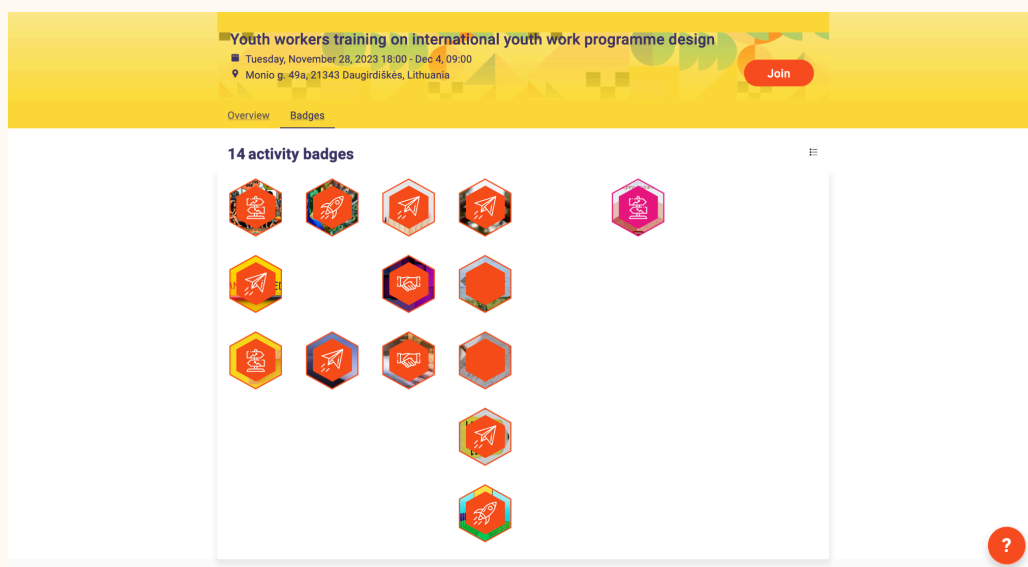 Youth workers training on international youth work programme design
Tuesday, November 28, 2023 18:00 - Dec 4, 09:00
Monio g. 49a, 21343 Daugirdiškės, Lithuania
Join
Overview
Badges
14 activity badges
?